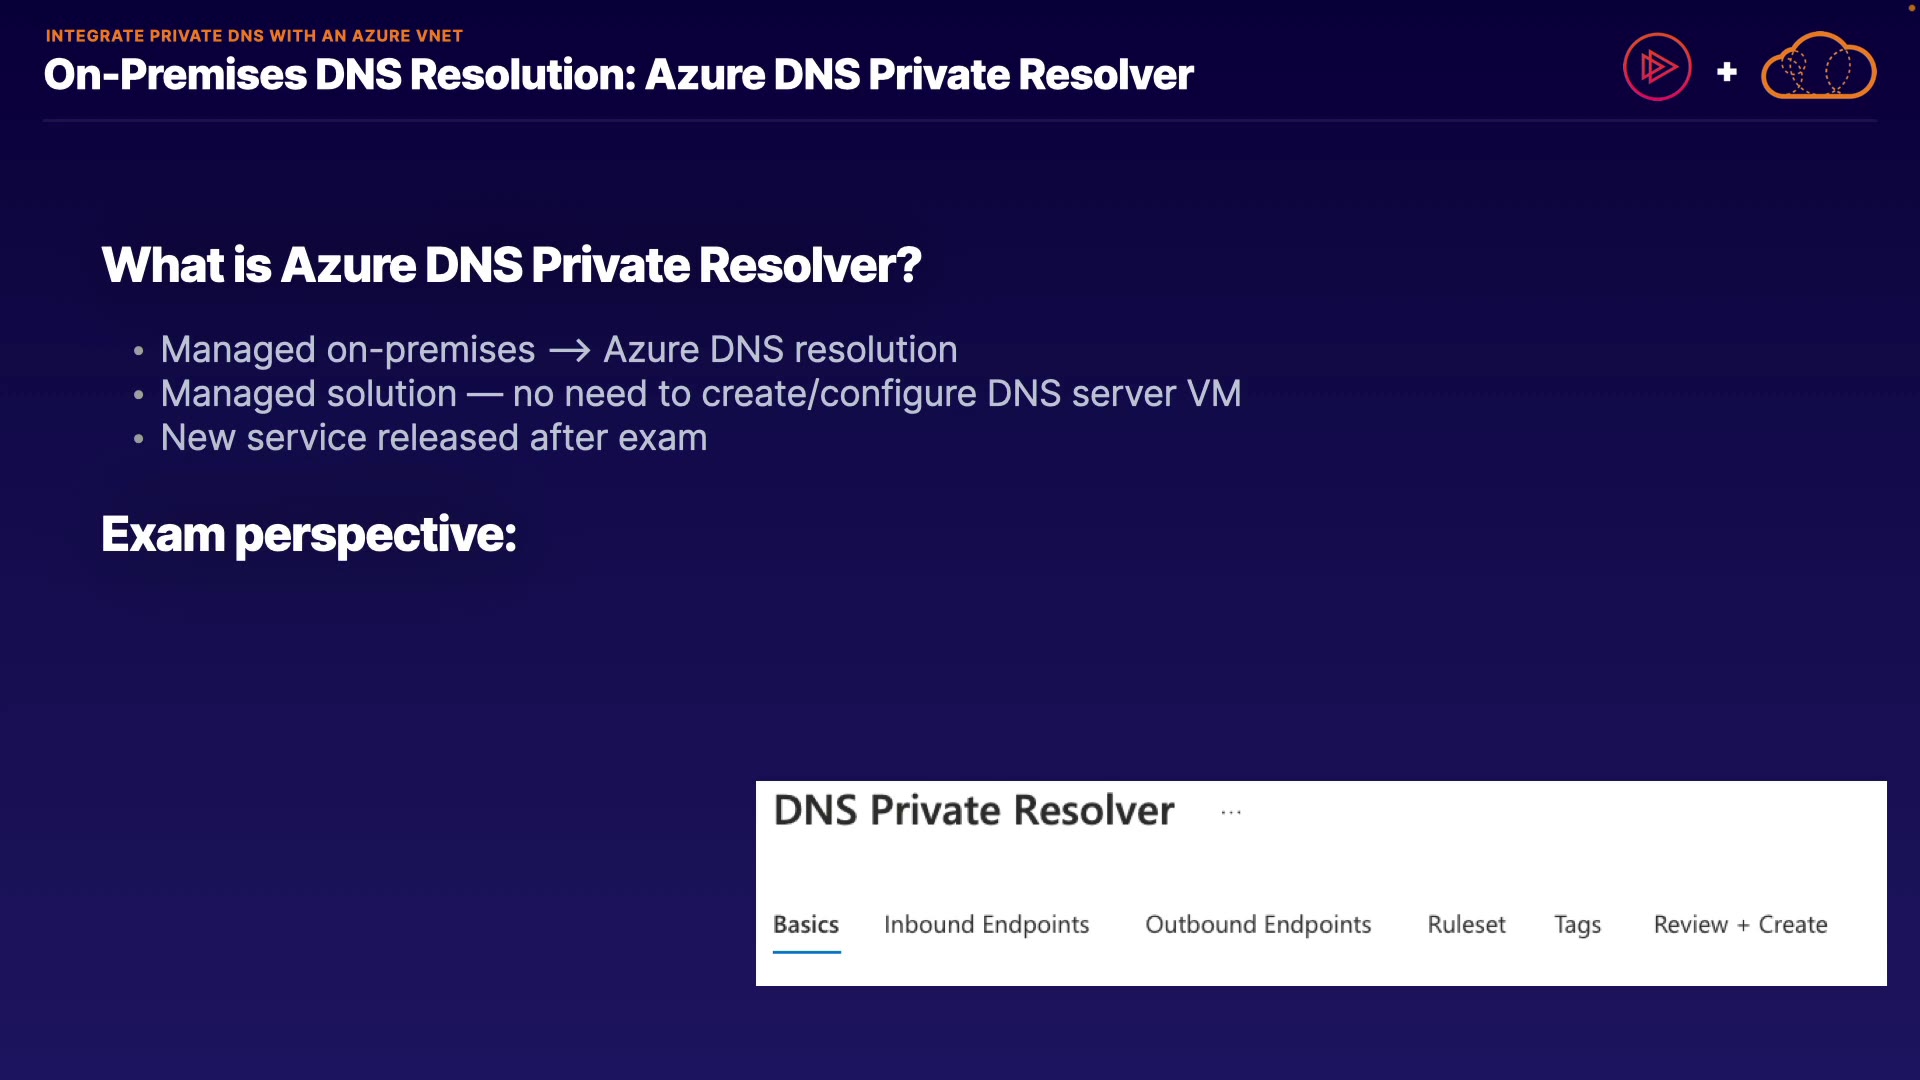 INTEGRATE PRIVATE DNS WITH AN AZURE VNET
On-Premises DNS Resolution: Azure DNS Private Resolver
+
What is Azure DNS Private Resolver?
• Managed on-premises → Azure DNS resolution
• Managed solution — no need to create/configure DNS server VM
• New service released after exam
Exam perspective:
DNS Private Resolver ...
Basics Inbound Endpoints Outbound Endpoints Ruleset Tags Review + Create